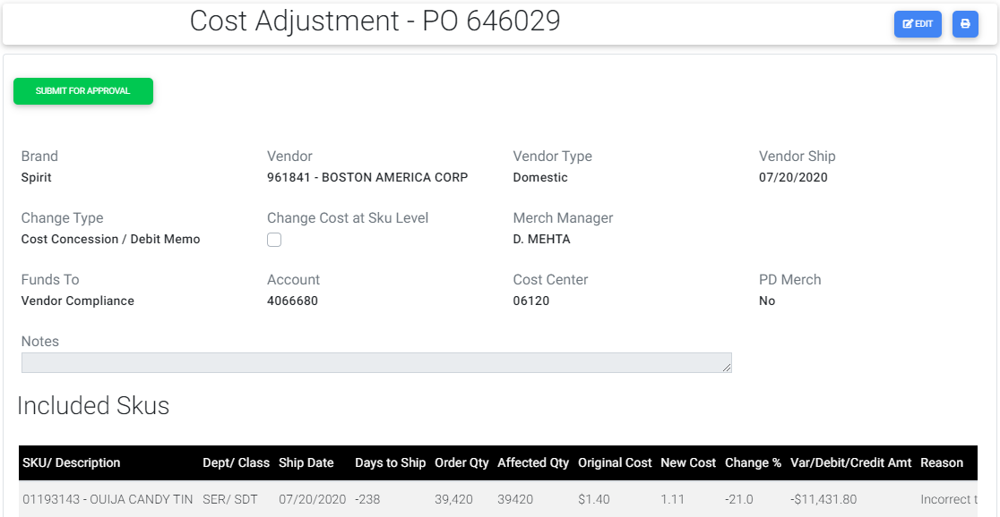 Cost Adjustment - PO 646029
EDIT
SUBMIT FOR APPROVAL
Brand Vendor Vendor Type Vendor Ship
Spirit 961841 - BOSTON AMERICA CORP Domestic 07/20/2020
Change Type Change Cost at Sku Level Merch Manager
Cost Concession / Debit Memo D. MEHTA
Funds To Account Cost Center PD Merch
Vendor Compliance 4066680 06120 No
Notes
Included Skus
SKU/ Description Dept/ Class Ship Date Days to Ship Order Qty Affected Qty Original Cost New Cost Change % Var/Debit/Credit Amt Reason
01193143 - OUIJA CANDY TIN SER/ SDT 07/20/2020 -238 39,420 39420 $1.40 1.11 -21.0 -$11,431.80 Incorrect t